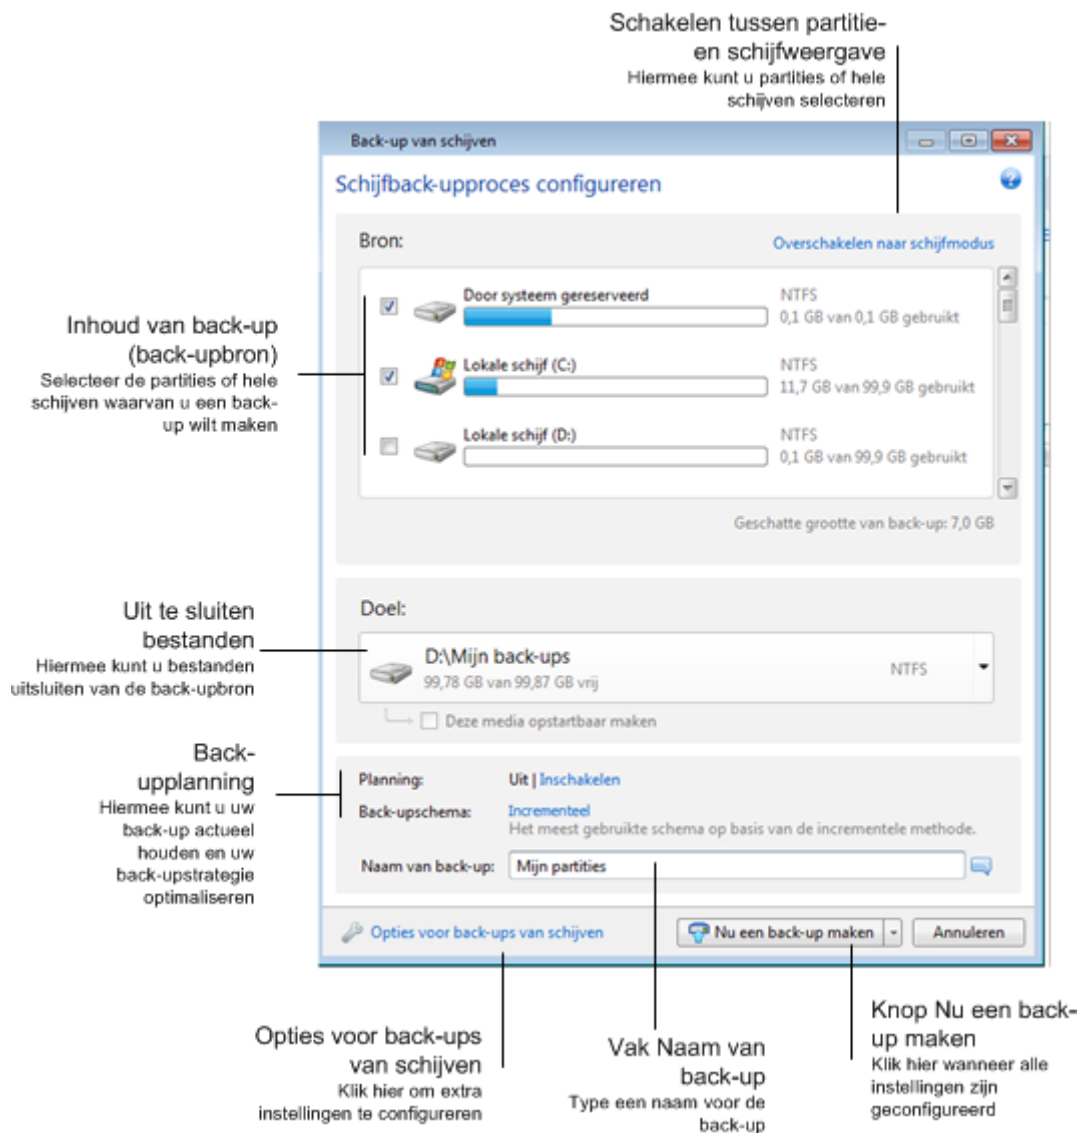 Schakelen tussen partitie-
en schijfweergave
Hiermee kunt u partities of hele
schijven selecteren
Back-up van schijven
Schijfback-upproces configureren
Bron:
Overschakelen naar schijfmodus
Door systeem gereserveerd
NTFS
0,1 GB van 0,1 GB gebruikt
Lokale schijf (C:)
NTFS
11,7 GB van 99,9 GB gebruikt
Lokale schijf (D:)
NTFS
0,1 GB van 99,9 GB gebruikt
Geschatte grootte van back-up: 7,0 GB
Inhoud van back-up
(back-upbron)
Selecteer de partities of hele
schijven waarvan u een back-
up wilt maken
Doel:
D:\Mijn back-ups
99,78 GB van 99,87 GB vrij
NTFS
Deze media opstartbaar maken
Uit te sluiten
bestanden
Hiermee kunt u bestanden
uitsluiten van de back-upbron
Planning:
Uit | Inschakelen
Back-upschema:
Incrementeel
Het meest gebruikte schema op basis van de incrementele methode.
Naam van back-up:
Mijn partities
Back-
upplanning
Hiermee kunt u uw
back-up actueel
houden en uw
back-upstrategie
optimaliseren
Opties voor back-ups van schijven
Nu een back-up maken
Annuleren
Opties voor back-ups
van schijven
Klik hier om extra
instellingen te configureren
Vak Naam van
back-up
Type een naam voor de
back-up
Knop Nu een back-
up maken
Klik hier wanneer alle
instellingen zijn
geconfigureerd